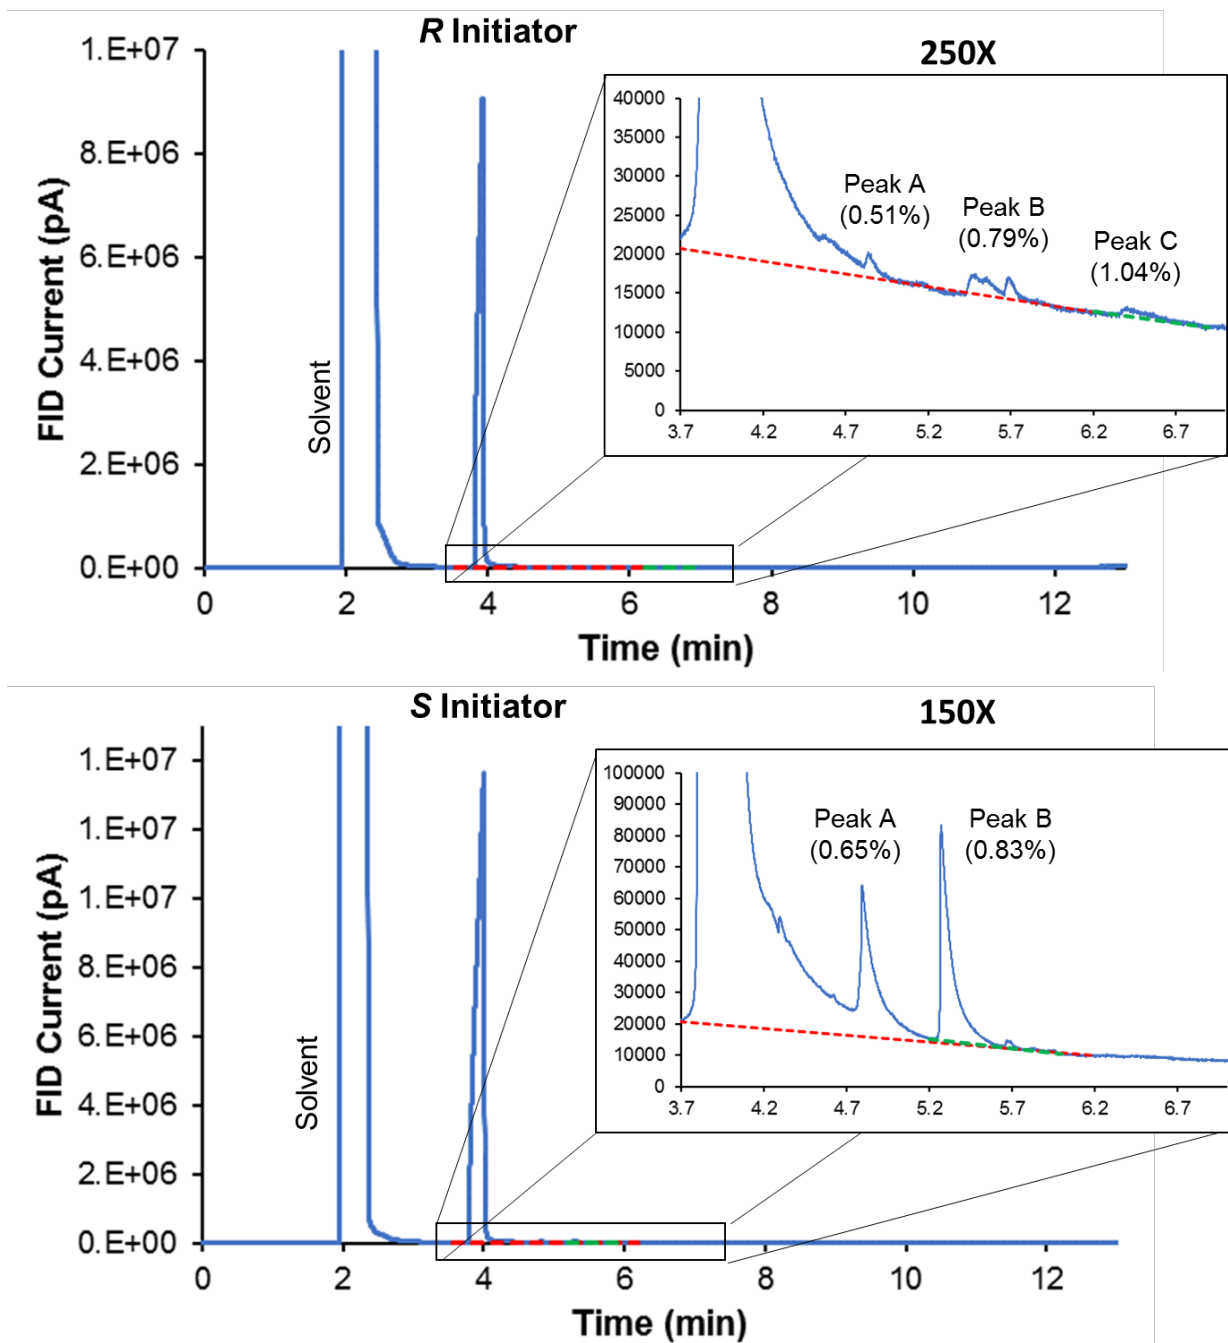 R Initiator
250X
1.E+07
8.E+06
6.E+06
4.E+06
2.E+06
0.E+00
FID Current (pA)
Solvent
0 2 4 6 8 10 12
Time (min)
40000
35000
30000
25000
20000
15000
10000
5000
0
3.7 4.2 4.7 5.2 5.7 6.2 6.7
Peak A
(0.51%)
Peak B
(0.79%)
Peak C
(1.04%)
S Initiator
150X
1.E+07
1.E+07
1.E+07
8.E+06
6.E+06
4.E+06
2.E+06
0.E+00
FID Current (pA)
Solvent
0 2 4 6 8 10 12
Time (min)
100000
90000
80000
70000
60000
50000
40000
30000
20000
10000
0
3.7 4.2 4.7 5.2 5.7 6.2 6.7
Peak A
(0.65%)
Peak B
(0.83%)